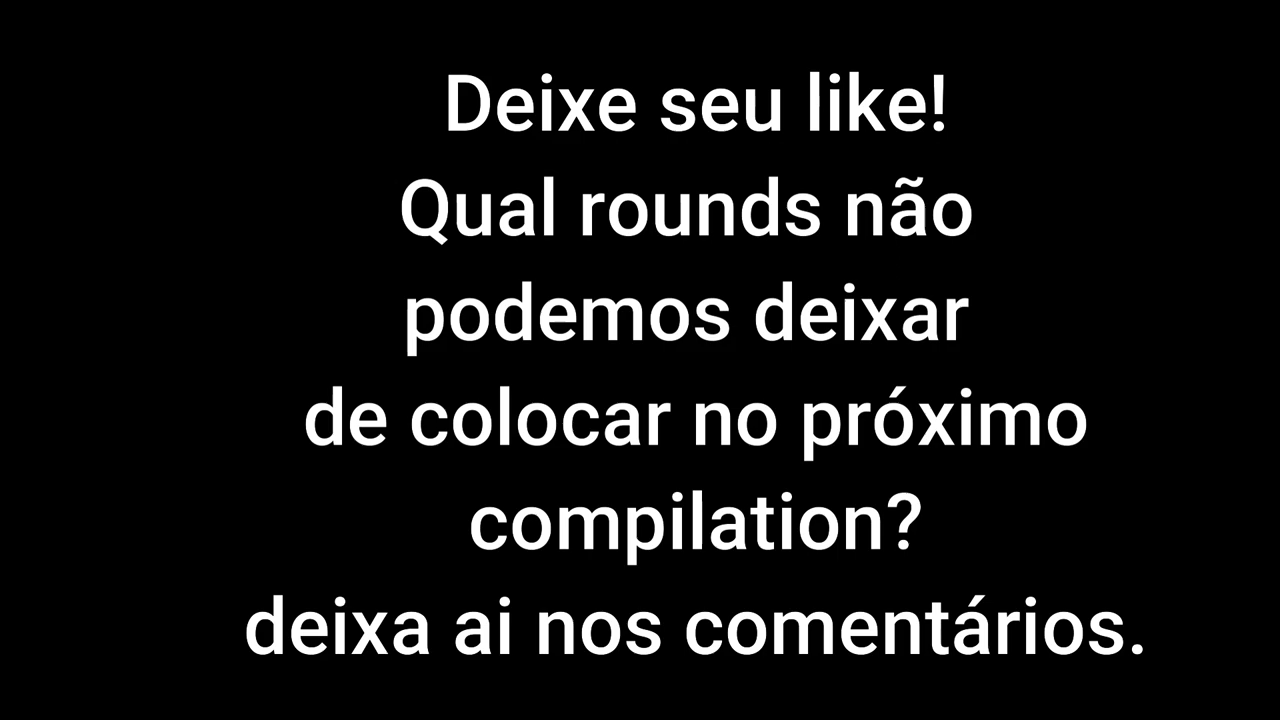 Deixe seu like!
Qual rounds não
podemos deixar
de colocar no próximo
compilation?
deixa ai nos comentários.